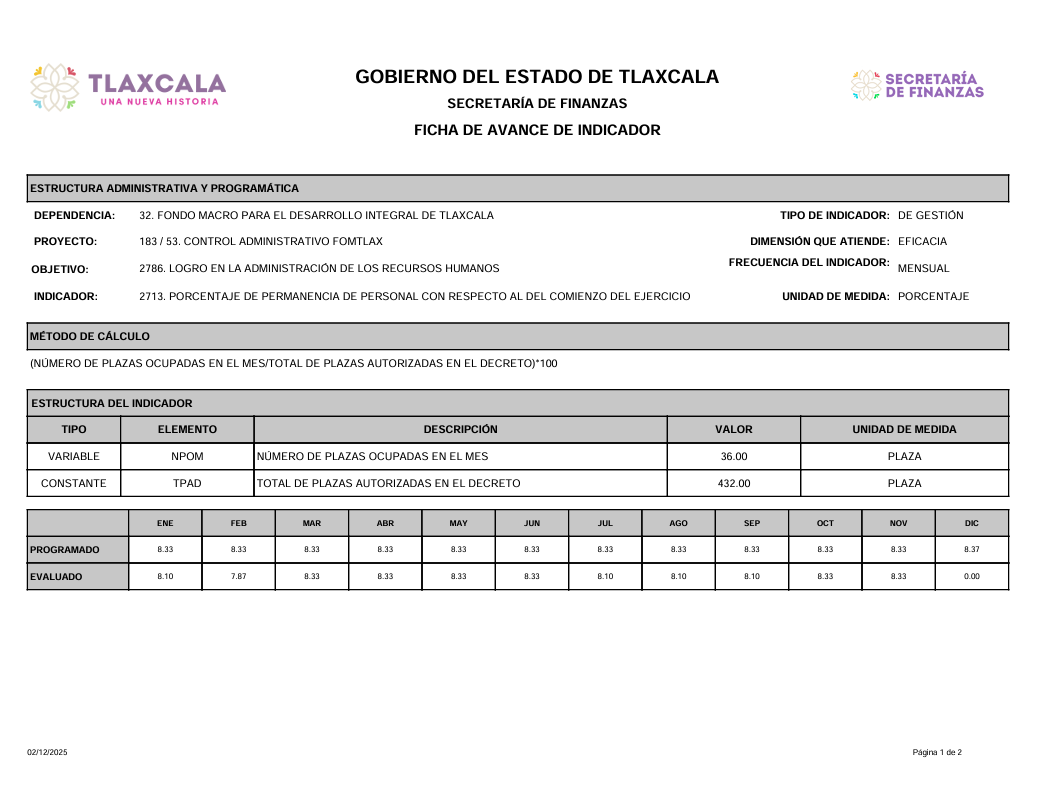 TLAXCALA
UNA NUEVA HISTORIA
GOBIERNO DEL ESTADO DE TLAXCALA
SECRETARÍA DE FINANZAS
FICHA DE AVANCE DE INDICADOR
SECRETARÍA
DE FINANZAS
ESTRUCTURA ADMINISTRATIVA Y PROGRAMÁTICA
DEPENDENCIA: 32. FONDO MACRO PARA EL DESARROLLO INTEGRAL DE TLAXCALA TIPO DE INDICADOR: DE GESTIÓN
PROYECTO: 183 / 53. CONTROL ADMINISTRATIVO FOMTLAX DIMENSIÓN QUE ATIENDE: EFICACIA
OBJETIVO: 2786. LOGRO EN LA ADMINISTRACIÓN DE LOS RECURSOS HUMANOS FRECUENCIA DEL INDICADOR: MENSUAL
INDICADOR: 2713. PORCENTAJE DE PERMANENCIA DE PERSONAL CON RESPECTO AL DEL COMIENZO DEL EJERCICIO UNIDAD DE MEDIDA: PORCENTAJE
MÉTODO DE CÁLCULO
(NÚMERO DE PLAZAS OCUPADAS EN EL MES/TOTAL DE PLAZAS AUTORIZADAS EN EL DECRETO)*100
ESTRUCTURA DEL INDICADOR
TIPO ELEMENTO DESCRIPCIÓN VALOR UNIDAD DE MEDIDA
VARIABLE NPOM NÚMERO DE PLAZAS OCUPADAS EN EL MES 36.00 PLAZA
CONSTANTE TPAD TOTAL DE PLAZAS AUTORIZADAS EN EL DECRETO 432.00 PLAZA
ENE FEB MAR ABR MAY JUN JUL AGO SEP OCT NOV DIC
PROGRAMADO 8.33 8.33 8.33 8.33 8.33 8.33 8.33 8.33 8.33 8.33 8.33 8.37
EVALUADO 8.10 7.87 8.33 8.33 8.33 8.33 8.10 8.10 8.10 8.33 8.33 0.00
02/12/2025 Página 1 de 2